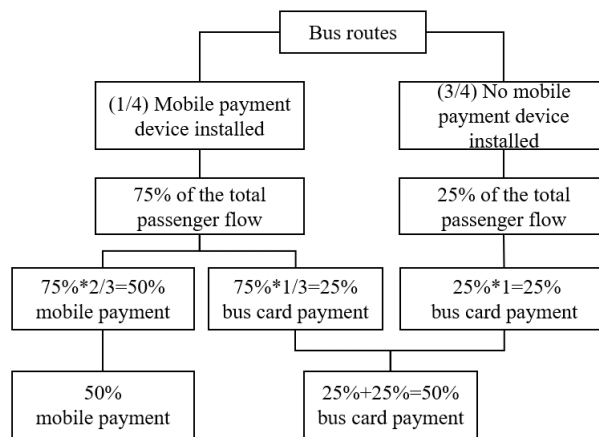 Bus routes
(1/4) Mobile payment
device installed
(3/4) No mobile
payment device
installed
75% of the total
passenger flow
25% of the total
passenger flow
75%*2/3=50%
mobile payment
75%*1/3=25%
bus card payment
25%*1=25%
bus card payment
50%
mobile payment
25%+25%=50%
bus card payment